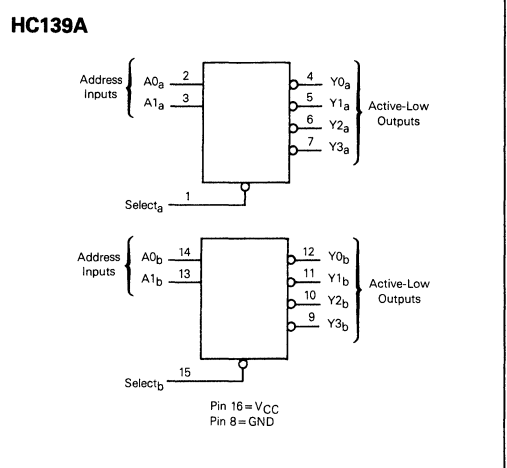 HC139A
Address Inputs
A0a 2
A1a 3
4 Y0a
5 Y1a
6 Y2a
7 Y3a
Active-Low Outputs
Selecta 1
Address Inputs
A0b 14
A1b 13
12 Y0b
11 Y1b
10 Y2b
9 Y3b
Active-Low Outputs
Selectb 15
Pin 16=VCC
Pin 8=GND